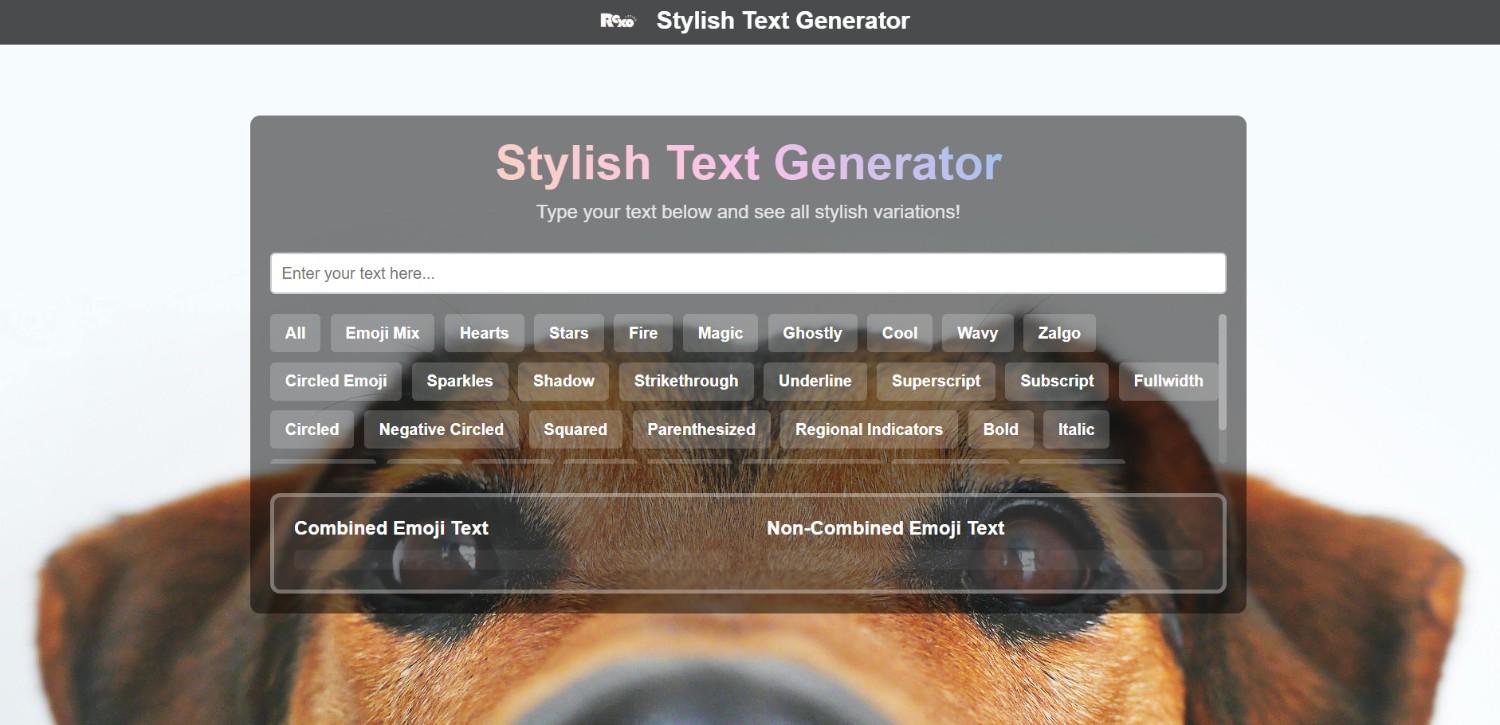 Rexo Stylish Text Generator
Stylish Text Generator
Type your text below and see all stylish variations!
Enter your text here...
All Emoji Mix Hearts Stars Fire Magic Ghostly Cool Wavy Zalgo
Circled Emoji Sparkles Shadow Strikethrough Underline Superscript Subscript Fullwidth
Circled Negative Circled Squared Parenthesized Regional Indicators Bold Italic
Combined Emoji Text Non-Combined Emoji Text